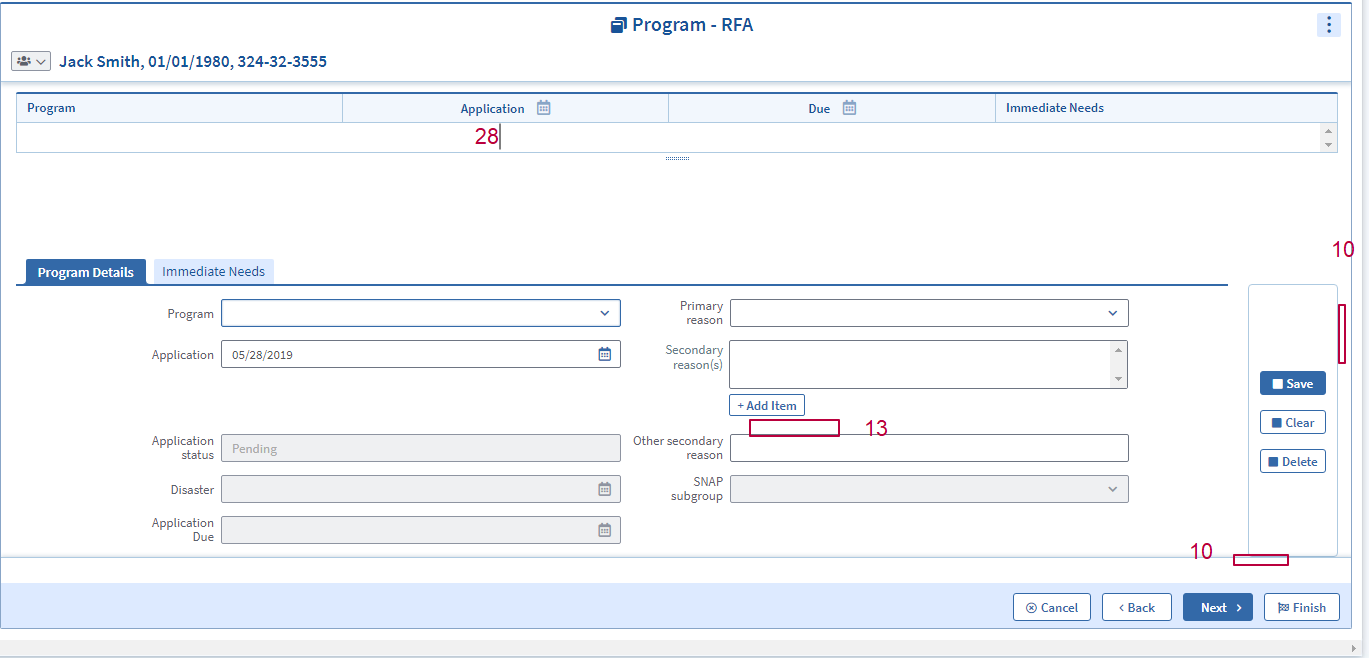 Program - RFA
Jack Smith, 01/01/1980, 324-32-3555
Program Application Due Immediate Needs
28
10
Program Details Immediate Needs
Program
Primary reason
Application 05/28/2019
Secondary reason(s)
Save
+ Add Item
Clear
13
Application status Pending
Other secondary reason
Delete
Disaster
SNAP subgroup
Application Due
10
Cancel < Back Next > Finish